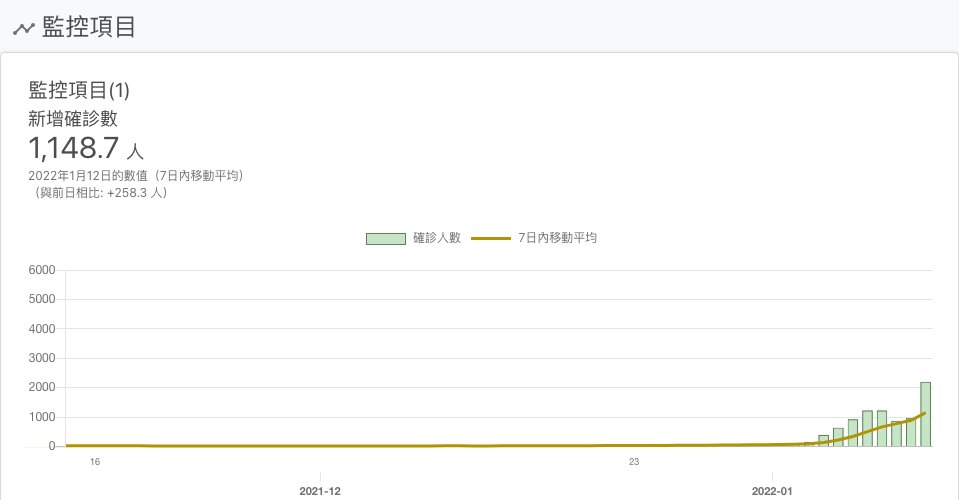 監控項目
監控項目(1)
新增確診數
1,148.7 人
2022年1月12日的數值（7日內移動平均）
（與前日相比: +258.3 人）
確診人數 7日內移動平均
6000
5000
4000
3000
2000
1000
0
16 23
2021-12 2022-01